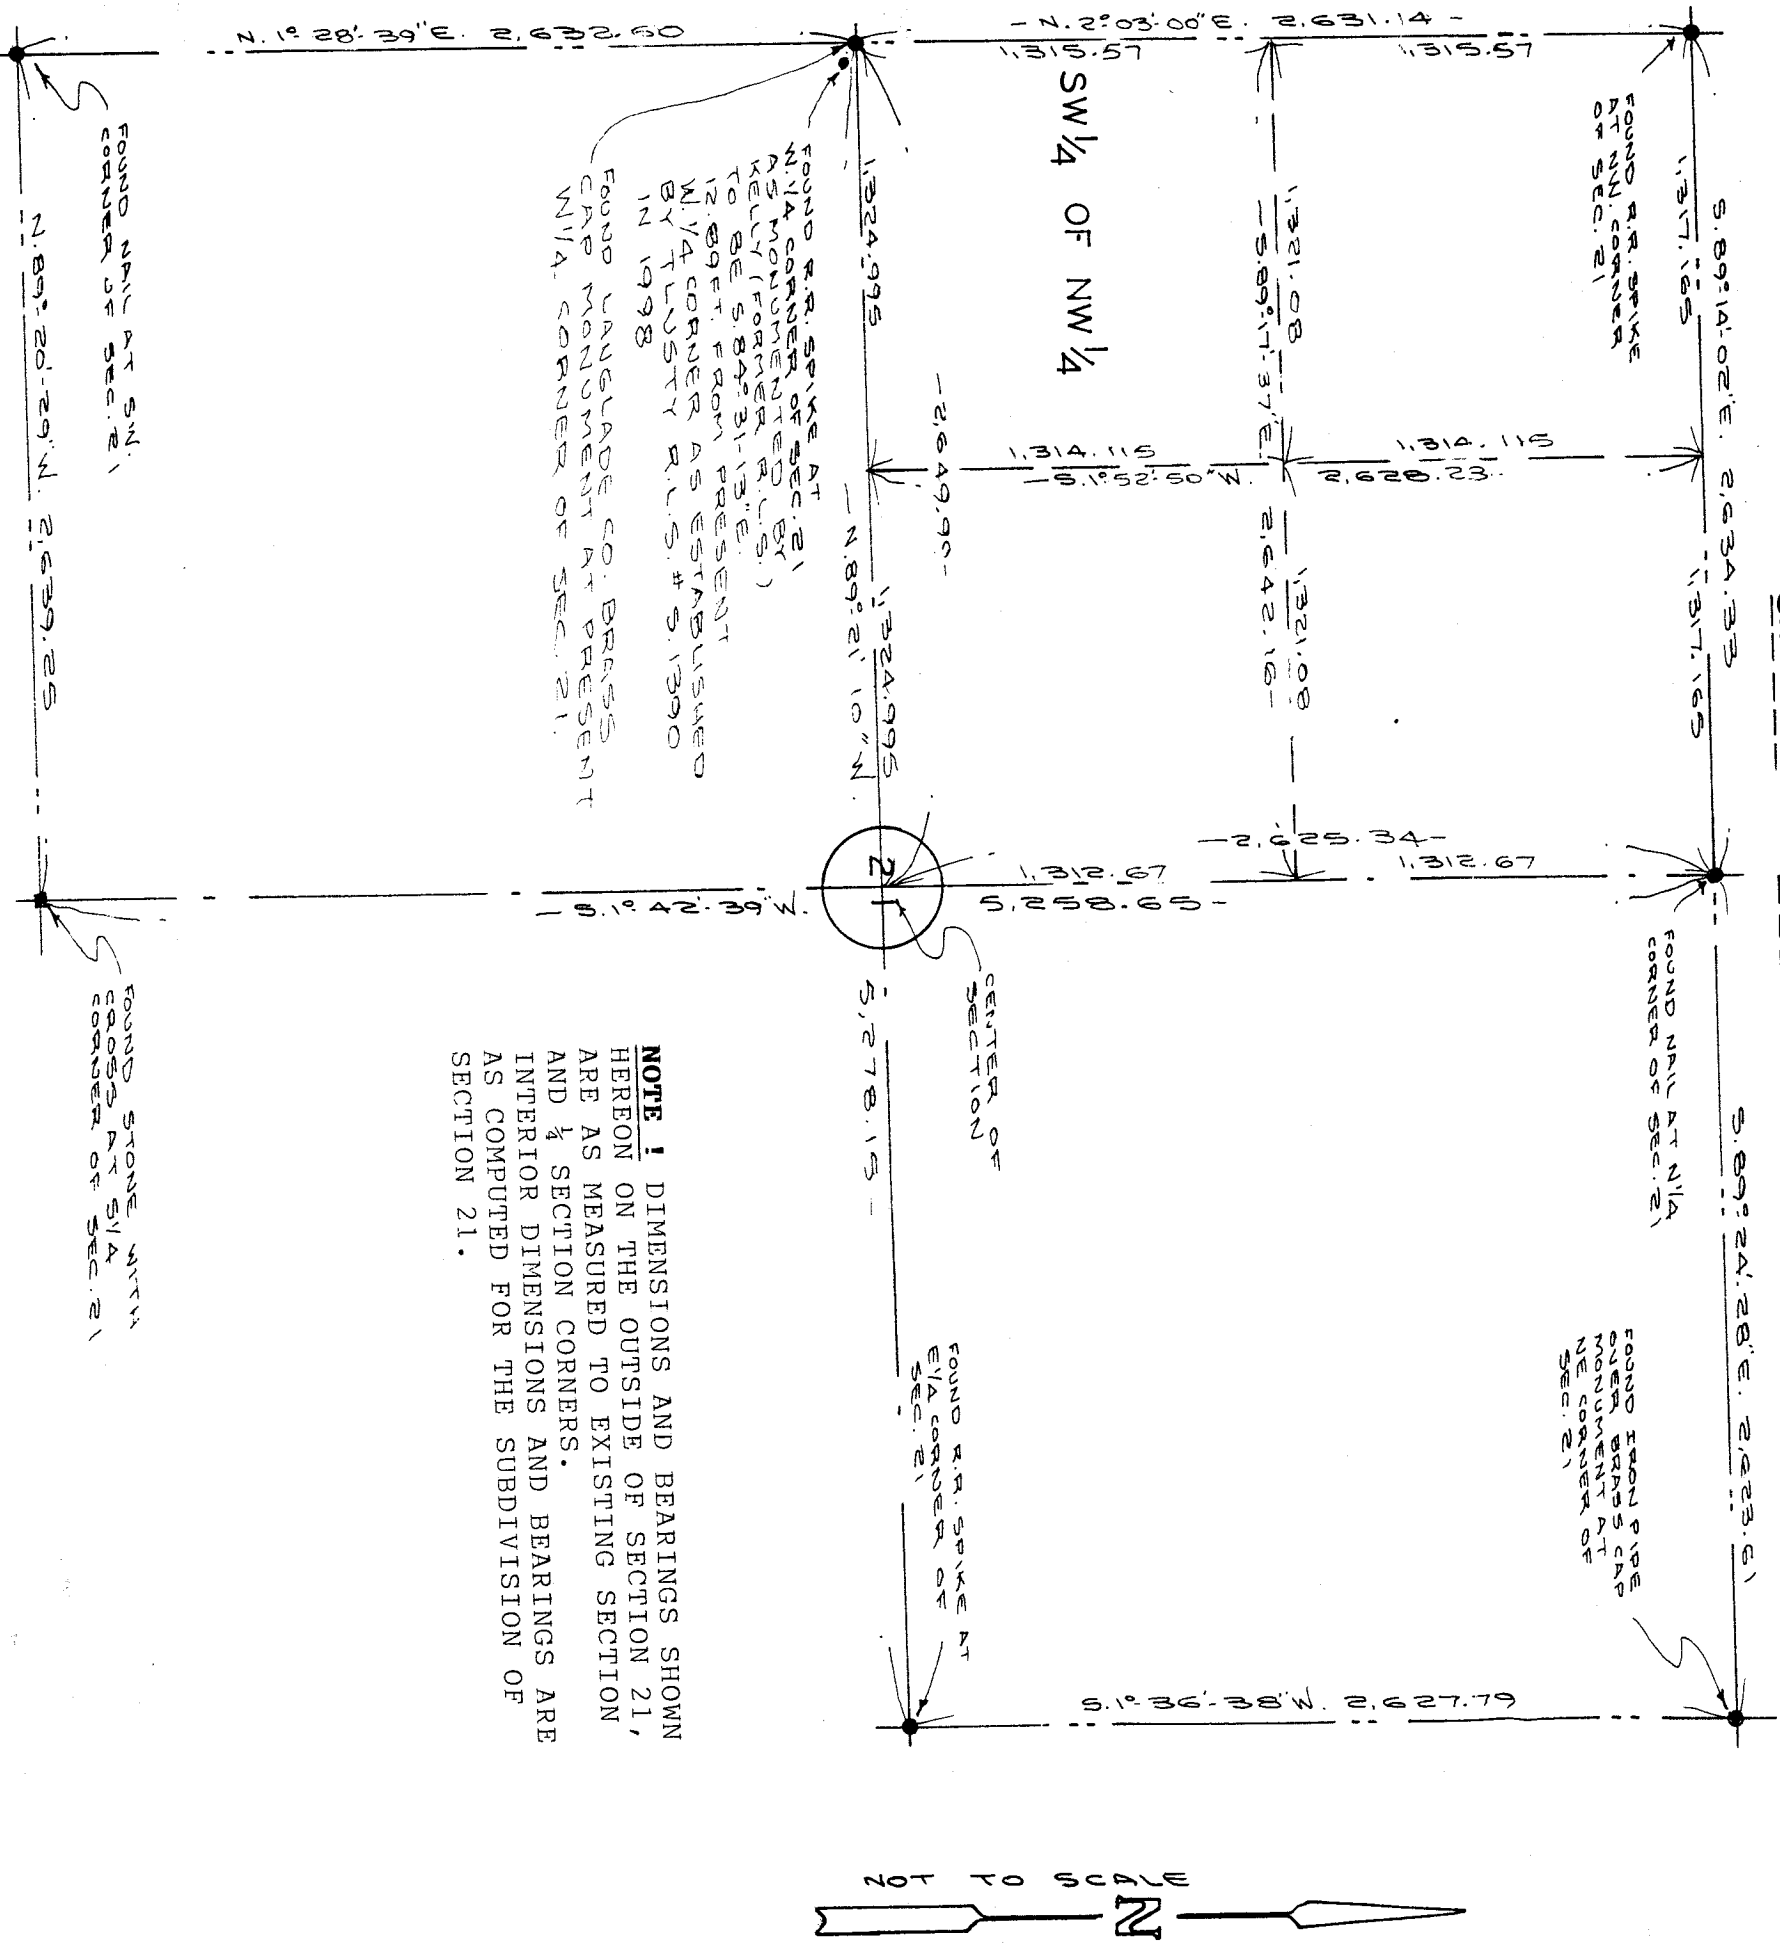 S.89°-14'-02"E. 2,634.33
1,317.165
1,317.165
S.89°-24'-28"E. 2,623.61
FOUND R.R. SPIKE
AT NW. CORNER
OF SEC. 21
FOUND NAIL AT N1/4
CORNER OF SEC. 21
FOUND IRON PIPE
OVER BRASS CAP
MONUMENT AT
NE CORNER OF
SEC. 21
-N. 2°-03'-00"E. 2,631.14-
1,315.57
1,315.57
1,314.115
2,628.23
1,314.115
-S.1°-52'-50"W.
-2,625.34-
1,312.67
1,312.67
5,258.65-
-S.1°-42'-39"W.
S.1°-36'-38"W. 2,627.79
1,321.08
1,321.08
-S.89°-17'-37"E. 2,642.16-
SW¼ OF NW¼
-2,649.99-
1,324.995
1,324.995
-N.89°-21'-10"W.
5,278.15-
21
CENTER OF
SECTION
FOUND R.R. SPIKE AT
E1/4 CORNER OF
SEC. 21
FOUND R.R. SPIKE AT
W.1/4 CORNER OF SEC. 21
AS MONUMENTED BY
KELLY (FORMER R.L.S.)
TO BE S.84°-31'-13"E.
12.89FT. FROM PRESENT
W.1/4 CORNER AS ESTABLISHED
BY TLUSTY R.L.S.# S.1390
IN 1998
FOUND LANGLADE CO. BRASS
CAP MONUMENT AT PRESENT
W1/4 CORNER OF SEC. 21.
NOTE ! DIMENSIONS AND BEARINGS SHOWN
HEREON ON THE OUTSIDE OF SECTION 21,
ARE AS MEASURED TO EXISTING SECTION
AND ¼ SECTION CORNERS.
INTERIOR DIMENSIONS AND BEARINGS ARE
AS COMPUTED FOR THE SUBDIVISION OF
SECTION 21.
N. 1°-28'-39"E. 2,632.50
FOUND NAIL AT SW.
CORNER OF SEC. 21
N.89°-20'-29"W. 2,639.25
FOUND STONE WITH
CROSS AT S1/4
CORNER OF SEC. 21
NOT TO SCALE
N